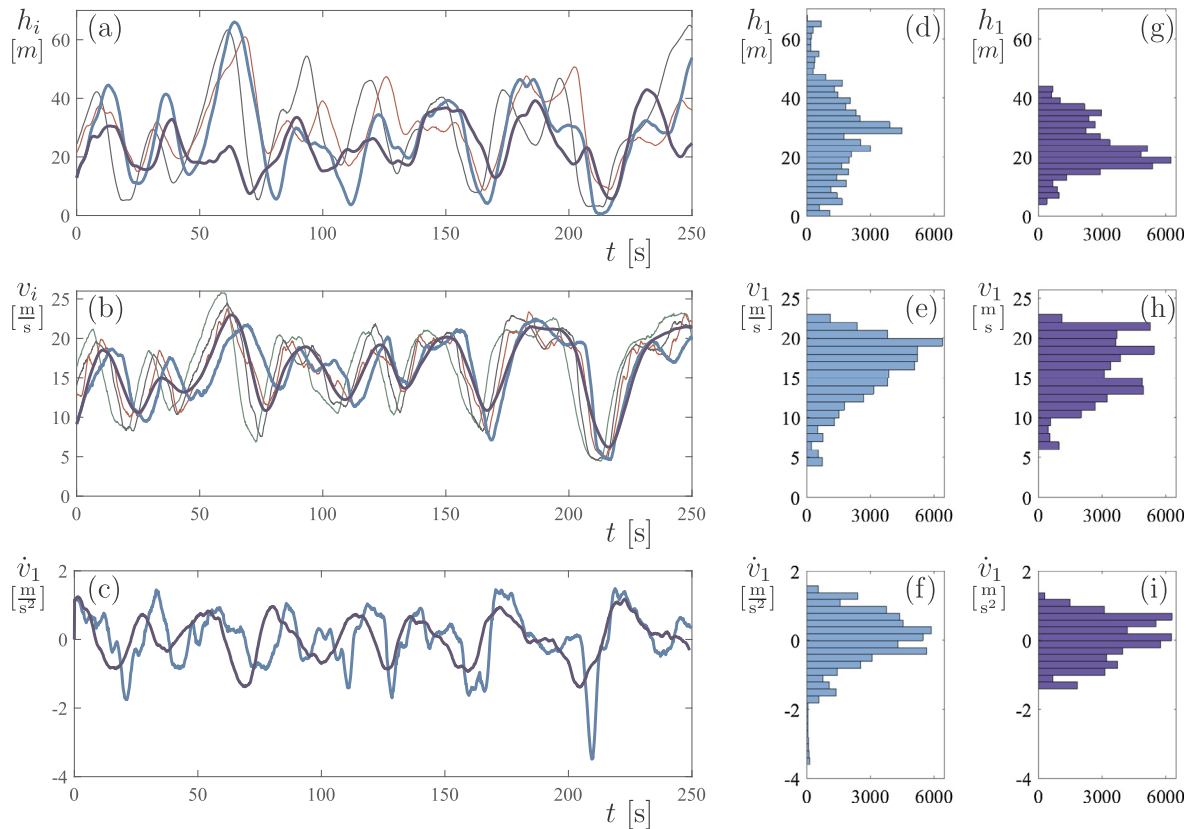 h_i [m] (a) 60 40 20 0
0 50 100 150 200 250
t [s]
h_1 [m] (d) 60 40 20 0
0 3000 6000
h_1 [m] (g) 60 40 20 0
0 3000 6000
v_i [m/s] (b) 25 20 15 10 5 0
0 50 100 150 200 250
t [s]
v_1 [m/s] (e) 25 20 15 10 5 0
0 3000 6000
v_1 [m/s] (h) 25 20 15 10 5 0
0 3000 6000
v̇_1 [m/s²] (c) 2 0 -2 -4
0 50 100 150 200 250
t [s]
v̇_1 [m/s²] (f) 2 0 -2 -4
0 3000 6000
v̇_1 [m/s²] (i) 2 0 -2 -4
0 3000 6000